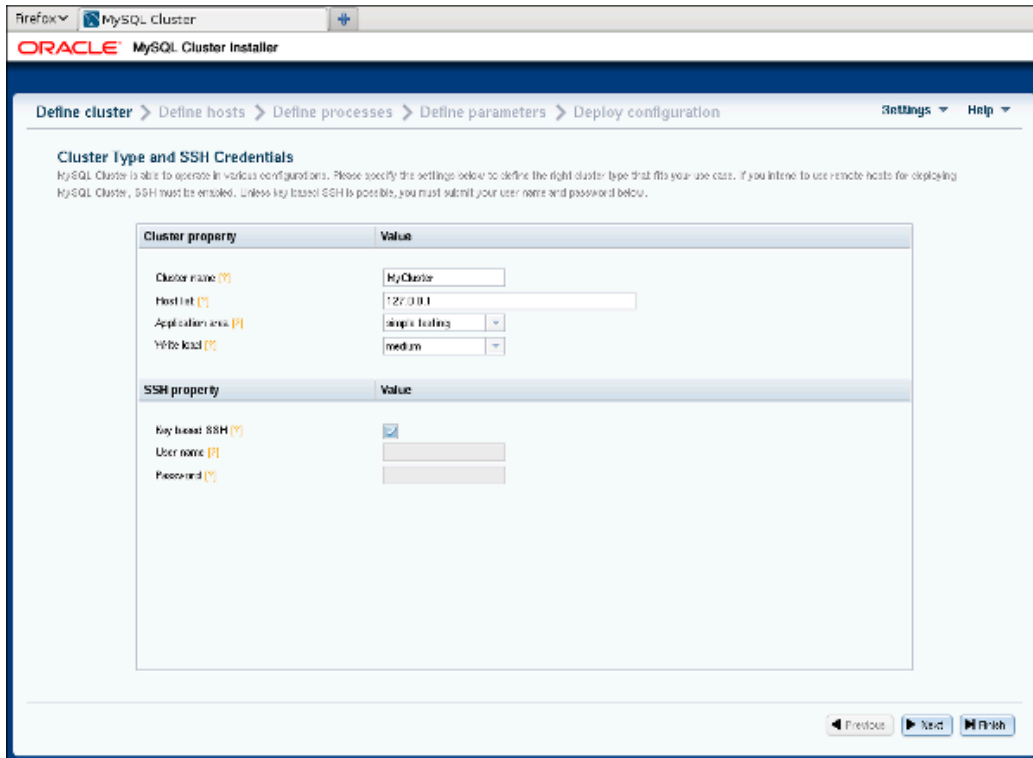 Firefox MySQL Cluster
ORACLE MySQL Cluster Installer
Define cluster Define hosts Define processes Define parameters Deploy configuration Settings Help
Cluster Type and SSH Credentials
MySQL Cluster is able to operate in various configurations. Please specify the settings below to define the right cluster type that fits your use case. If you intend to use remote hosts for deploying
MySQL Cluster, SSH must be enabled. Unless key based SSH is possible, you must submit your user name and password below.
Cluster property Value
Cluster name [?] MyCluster
Host list [?] 127.0.0.1
Application area [?] simple testing
Write load [?] medium
SSH property Value
Key based SSH [?]
User name [?]
Password [?]
Previous Next Finish